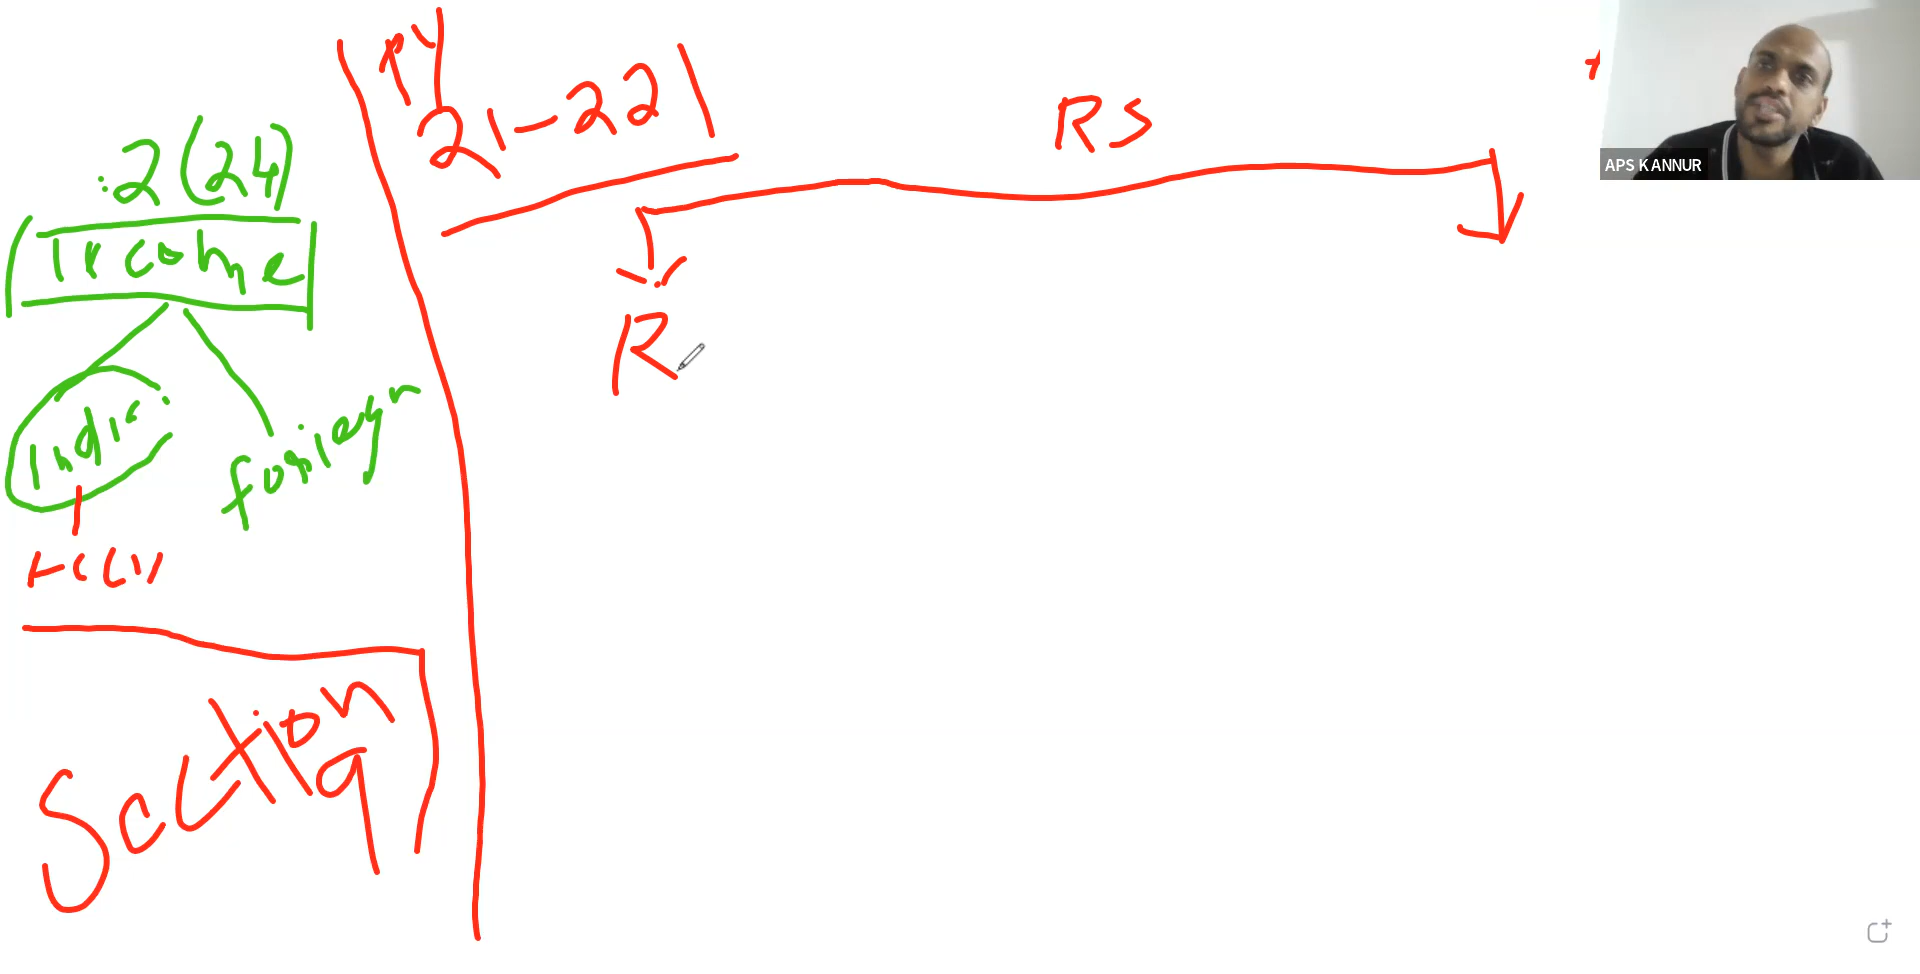 PY
21-22
RS
APS KANNUR
2(24)
Income
R
India
foriegn
Section
9